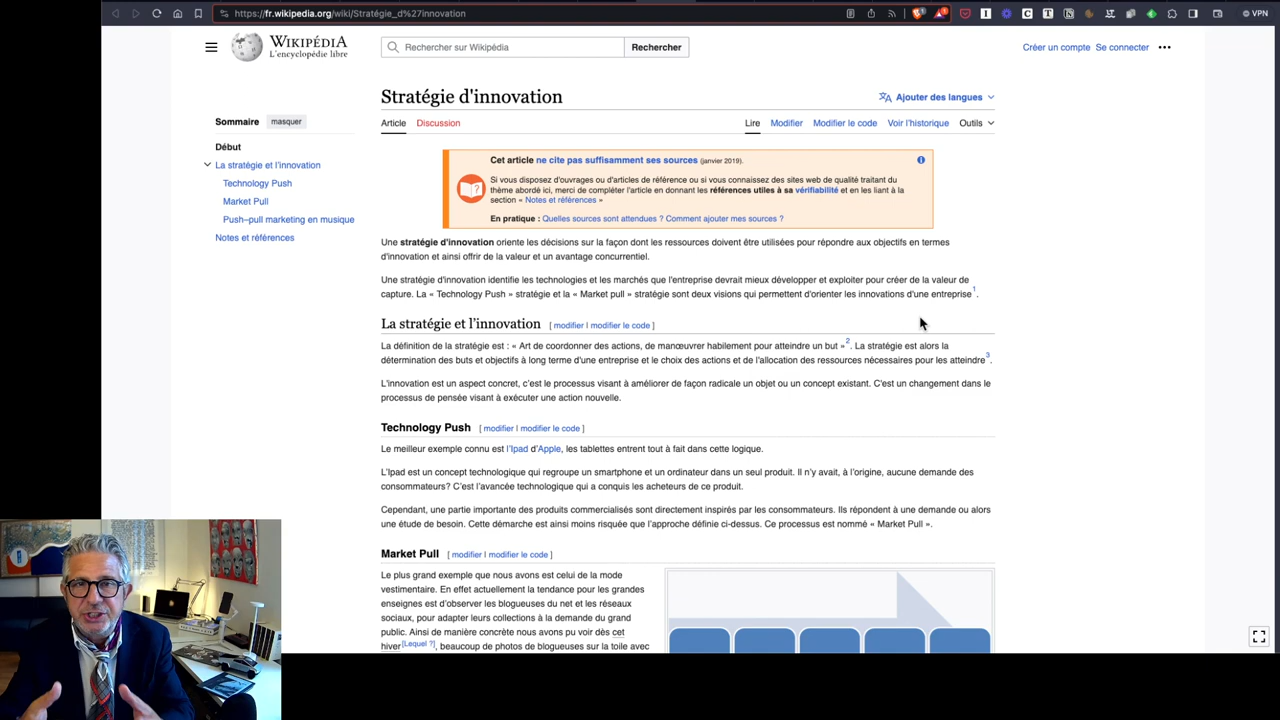 https://fr.wikipedia.org/wiki/Stratégie_d%27innovation
VPN
WIKIPÉDIA
L'encyclopédie libre
Rechercher sur Wikipédia
Rechercher
Créer un compte Se connecter
Stratégie d'innovation
Ajouter des langues
Sommaire masquer
Article Discussion
Lire Modifier Modifier le code Voir l'historique Outils
Début
La stratégie et l'innovation
Technology Push
Market Pull
Push–pull marketing en musique
Notes et références
Cet article ne cite pas suffisamment ses sources (janvier 2019).
Si vous disposez d'ouvrages ou d'articles de référence ou si vous connaissez des sites web de qualité traitant du
thème abordé ici, merci de compléter l'article en donnant les références utiles à sa vérifiabilité et en les liant à la
section « Notes et références »
En pratique : Quelles sources sont attendues ? Comment ajouter mes sources ?
Une stratégie d'innovation oriente les décisions sur la façon dont les ressources doivent être utilisées pour répondre aux objectifs en termes
d'innovation et ainsi offrir de la valeur et un avantage concurrentiel.
Une stratégie d'innovation identifie les technologies et les marchés que l'entreprise devrait mieux développer et exploiter pour créer de la valeur de
capture. La « Technology Push » stratégie et la « Market pull » stratégie sont deux visions qui permettent d'orienter les innovations d'une entreprise 1.
La stratégie et l'innovation [ modifier | modifier le code ]
La définition de la stratégie est : « Art de coordonner des actions, de manœuvrer habilement pour atteindre un but »2. La stratégie est alors la
détermination des buts et objectifs à long terme d'une entreprise et le choix des actions et de l'allocation des ressources nécessaires pour les atteindre3.
L'innovation est un aspect concret, c'est le processus visant à améliorer de façon radicale un objet ou un concept existant. C'est un changement dans le
processus de pensée visant à exécuter une action nouvelle.
Technology Push [ modifier | modifier le code ]
Le meilleur exemple connu est l'Ipad d'Apple, les tablettes entrent tout à fait dans cette logique.
L'Ipad est un concept technologique qui regroupe un smartphone et un ordinateur dans un seul produit. Il n'y avait, à l'origine, aucune demande des
consommateurs? C'est l'avancée technologique qui a conquis les acheteurs de ce produit.
Cependant, une partie importante des produits commercialisés sont directement inspirés par les consommateurs. Ils répondent à une demande ou alors
une étude de besoin. Cette démarche est ainsi moins risquée que l'approche définie ci-dessus. Ce processus est nommé « Market Pull ».
Market Pull [ modifier | modifier le code ]
Le plus grand exemple que nous avons est celui de la mode
vestimentaire. En effet actuellement la tendance pour les grandes
enseignes est d'observer les blogueuses du net et les réseaux
sociaux, pour adapter leurs collections à la demande du grand
public. Ainsi de manière concrète nous avons pu voir dès cet
hiver[Lequel ?], beaucoup de photos de blogueuses sur la toile avec